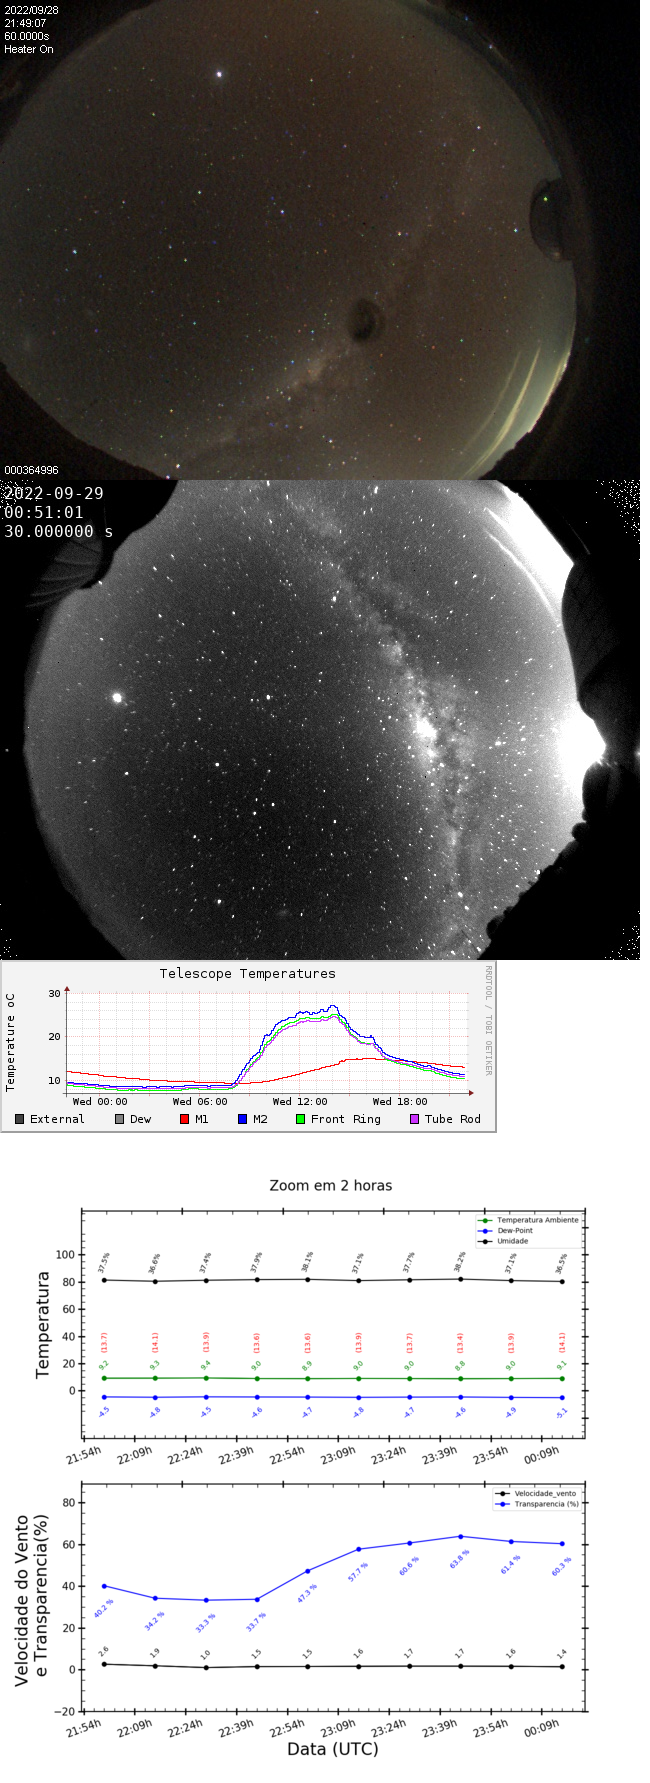 2022/09/28
21:49:07
60.0000s
Heater On
000364996
2022-09-29
00:51:01
30.000000 s
Telescope Temperatures
Temperature oC
30
20
10
Wed 00:00 Wed 06:00 Wed 12:00 Wed 18:00
External Dew M1 M2 Front Ring Tube Rod
RRDTOOL / TOBI OETIKER
Zoom em 2 horas
Temperatura
Temperatura Ambiente
Dew-Point
Umidade
100
80
60
40
20
0
37.5% 36.6% 37.4% 37.9% 38.1% 37.1% 37.7% 38.2% 37.1% 36.5%
(13.7) (14.1) (13.9) (13.6) (13.6) (13.9) (13.7) (13.4) (13.9) (14.1)
9.2 9.3 9.4 9.0 8.9 9.0 9.0 8.8 9.0 9.1
-4.5 -4.8 -4.5 -4.6 -4.7 -4.8 -4.7 -4.6 -4.9 -5.1
21:54h 22:09h 22:24h 22:39h 22:54h 23:09h 23:24h 23:39h 23:54h 00:09h
Velocidade do Vento
e Transparencia(%)
Velocidade_vento
Transparencia (%)
80
60
40
20
0
−20
40.2 % 34.2 % 33.3 % 33.7 % 47.3 % 57.7 % 60.6 % 63.8 % 61.4 % 60.3 %
2.6 1.9 1.0 1.5 1.5 1.6 1.7 1.7 1.6 1.4
21:54h 22:09h 22:24h 22:39h 22:54h 23:09h 23:24h 23:39h 23:54h 00:09h
Data (UTC)